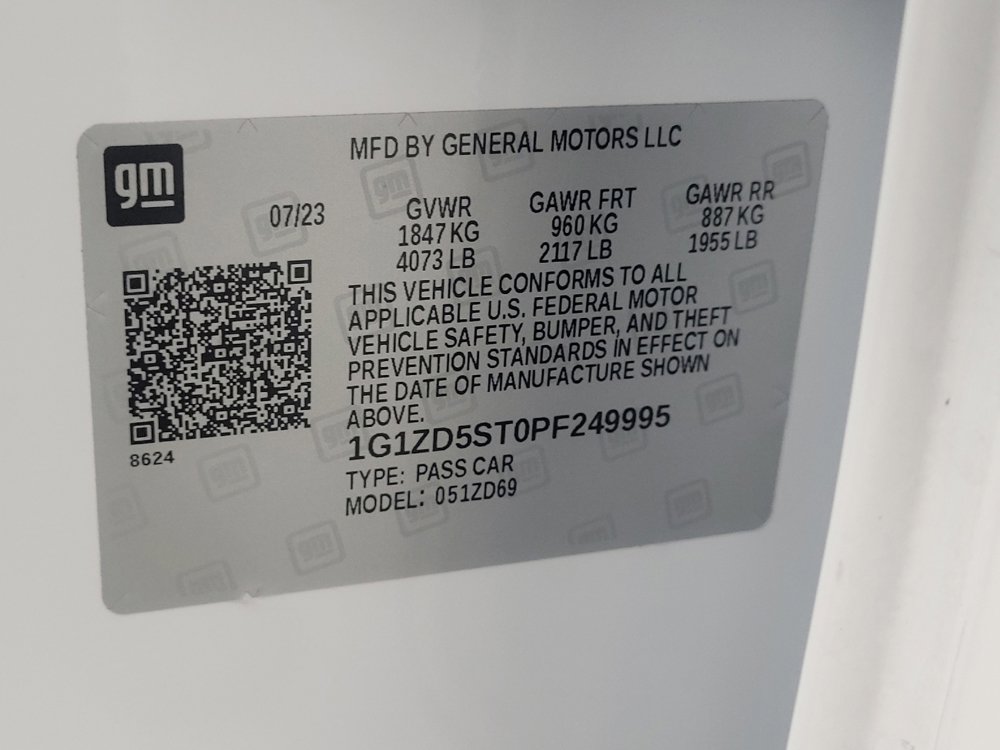 gm
MFD BY GENERAL MOTORS LLC
07/23
GVWR
1847 KG
4073 LB
GAWR FRT
960 KG
2117 LB
GAWR RR
887 KG
1955 LB
THIS VEHICLE CONFORMS TO ALL
APPLICABLE U.S. FEDERAL MOTOR
VEHICLE SAFETY, BUMPER, AND THEFT
PREVENTION STANDARDS IN EFFECT ON
THE DATE OF MANUFACTURE SHOWN
ABOVE.
1G1ZD5ST0PF249995
TYPE: PASS CAR
MODEL: 051ZD69
8624